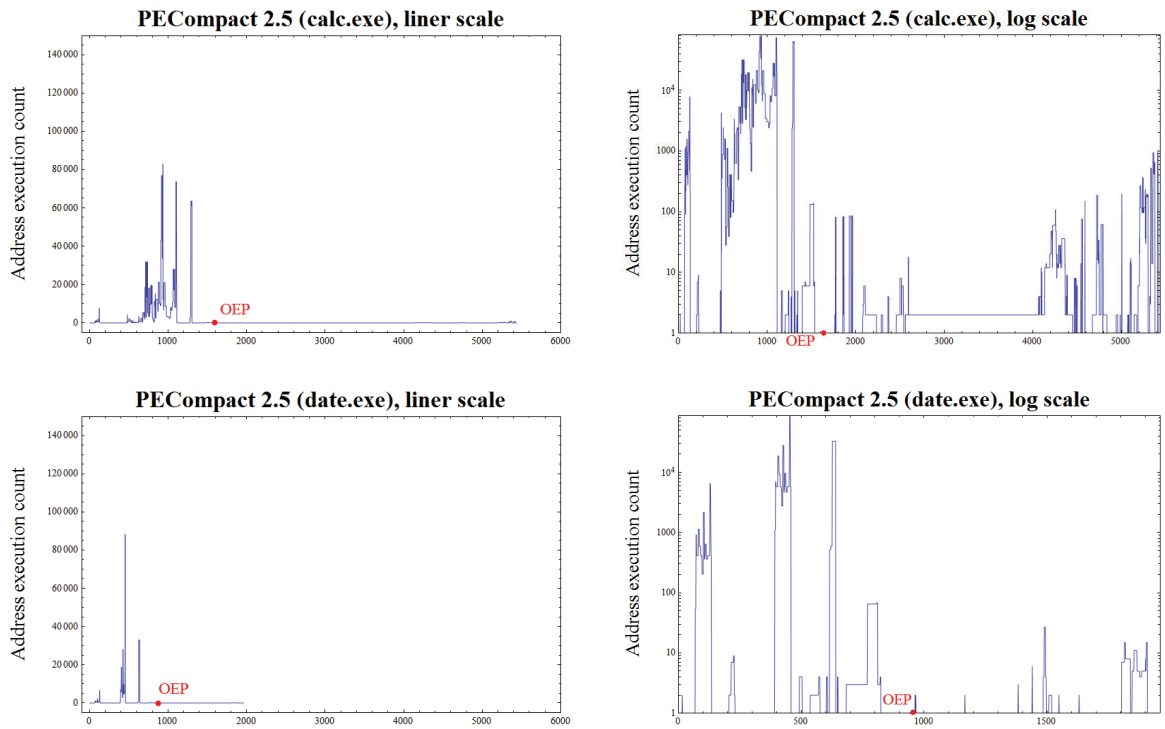 PECompact 2.5 (calc.exe), liner scale
Address execution count
140 000
120 000
100 000
80 000
60 000
40 000
20 000
0
OEP
0 1000 2000 3000 4000 5000 6000
PECompact 2.5 (calc.exe), log scale
Address execution count
10^4
1000
100
10
1
OEP
0 1000 2000 3000 4000 5000
PECompact 2.5 (date.exe), liner scale
Address execution count
140 000
120 000
100 000
80 000
60 000
40 000
20 000
0
OEP
0 1000 2000 3000 4000 5000 6000
PECompact 2.5 (date.exe), log scale
Address execution count
10^4
1000
100
10
1
OEP
0 500 1000 1500